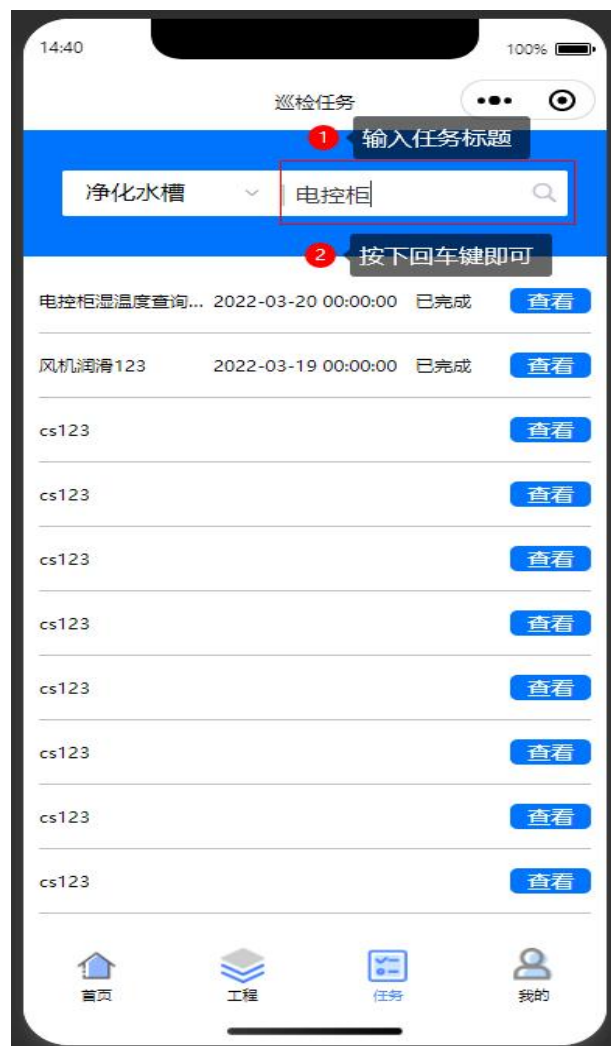 14:40
100%
巡检任务
1 输入任务标题
净化水槽 电控柜
2 按下回车键即可
电控柜湿温度查询... 2022-03-20 00:00:00 已完成 查看
风机润滑123 2022-03-19 00:00:00 已完成 查看
cs123 查看
cs123 查看
cs123 查看
cs123 查看
cs123 查看
cs123 查看
cs123 查看
cs123 查看
首页 工程 任务 我的